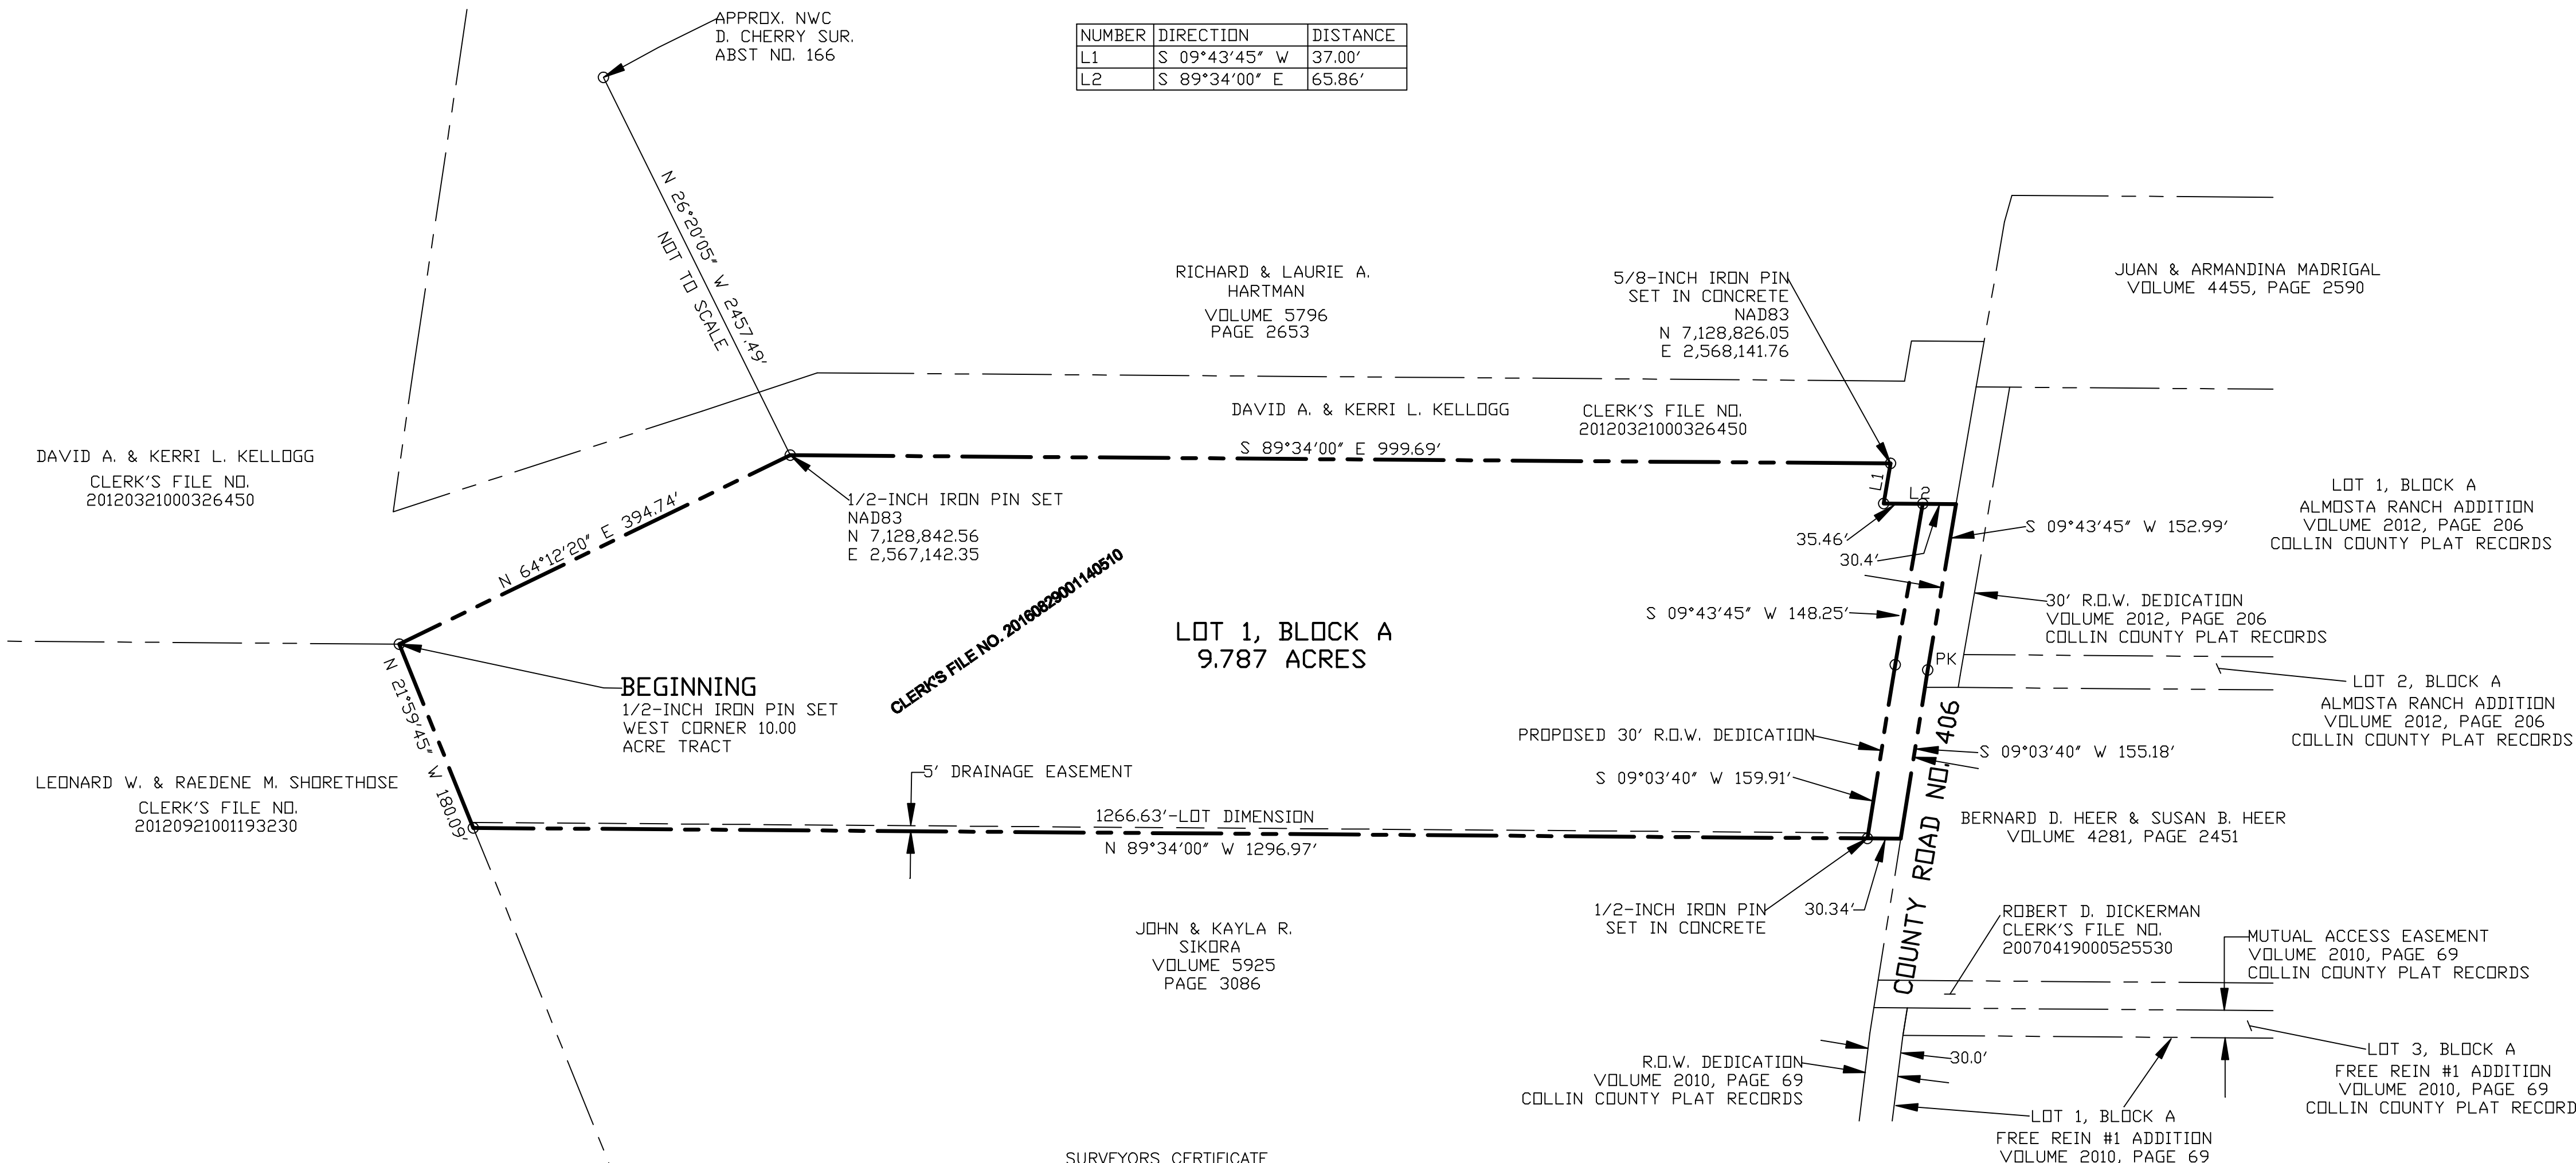 APPROX. NWC
D. CHERRY SUR.
ABST NO. 166
NUMBER DIRECTION DISTANCE
L1 S 09°43'45" W 37.00'
L2 S 89°34'00" E 65.86'
N 26°20'05" W 2457.49'
NOT TO SCALE
RICHARD & LAURIE A.
HARTMAN
VOLUME 5796
PAGE 2653
5/8-INCH IRON PIN
SET IN CONCRETE
NAD83
N 7,128,826.05
E 2,568,141.76
JUAN & ARMANDINA MADRIGAL
VOLUME 4455, PAGE 2590
DAVID A. & KERRI L. KELLOGG
CLERK'S FILE NO.
20120321000326450
DAVID A. & KERRI L. KELLOGG
CLERK'S FILE NO.
20120321000326450
S 89°34'00" E 999.69'
L1
L2
1/2-INCH IRON PIN SET
NAD83
N 7,128,842.56
E 2,567,142.35
N 64°12'20" E 394.74'
35.46'
30.4'
S 09°43'45" W 152.99'
LOT 1, BLOCK A
ALMOSTA RANCH ADDITION
VOLUME 2012, PAGE 206
COLLIN COUNTY PLAT RECORDS
CLERK'S FILE NO. 20160829001140510
LOT 1, BLOCK A
9.787 ACRES
S 09°43'45" W 148.25'
30' R.O.W. DEDICATION
VOLUME 2012, PAGE 206
COLLIN COUNTY PLAT RECORDS
PK
BEGINNING
1/2-INCH IRON PIN SET
WEST CORNER 10.00
ACRE TRACT
N 21°59'45" W 180.09'
LOT 2, BLOCK A
ALMOSTA RANCH ADDITION
VOLUME 2012, PAGE 206
COLLIN COUNTY PLAT RECORDS
PROPOSED 30' R.O.W. DEDICATION
S 09°03'40" W 155.18'
S 09°03'40" W 159.91'
COUNTY ROAD NO. 406
LEONARD W. & RAEDENE M. SHORETHOSE
CLERK'S FILE NO.
20120921001193230
5' DRAINAGE EASEMENT
1266.63'-LOT DIMENSION
N 89°34'00" W 1296.97'
BERNARD D. HEER & SUSAN B. HEER
VOLUME 4281, PAGE 2451
1/2-INCH IRON PIN
SET IN CONCRETE
30.34'
JOHN & KAYLA R.
SIKORA
VOLUME 5925
PAGE 3086
ROBERT D. DICKERMAN
CLERK'S FILE NO.
20070419000525530
MUTUAL ACCESS EASEMENT
VOLUME 2010, PAGE 69
COLLIN COUNTY PLAT RECORDS
R.O.W. DEDICATION
VOLUME 2010, PAGE 69
COLLIN COUNTY PLAT RECORDS
30.0'
LOT 3, BLOCK A
FREE REIN #1 ADDITION
VOLUME 2010, PAGE 69
COLLIN COUNTY PLAT RECORD
LOT 1, BLOCK A
FREE REIN #1 ADDITION
VOLUME 2010, PAGE 69
SURVEYORS CERTIFICATE